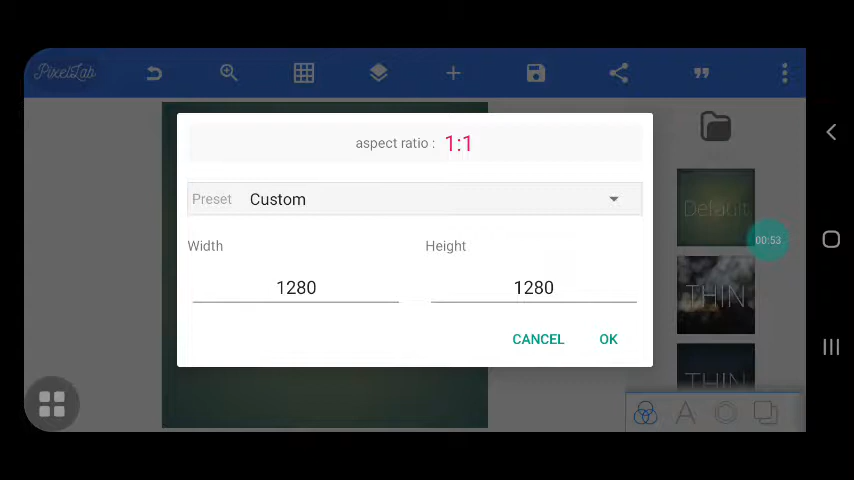 PixelLab
aspect ratio : 1:1
Preset Custom
Width Height
1280 1280
CANCEL OK
Default
00:53
THIN
THIN
A